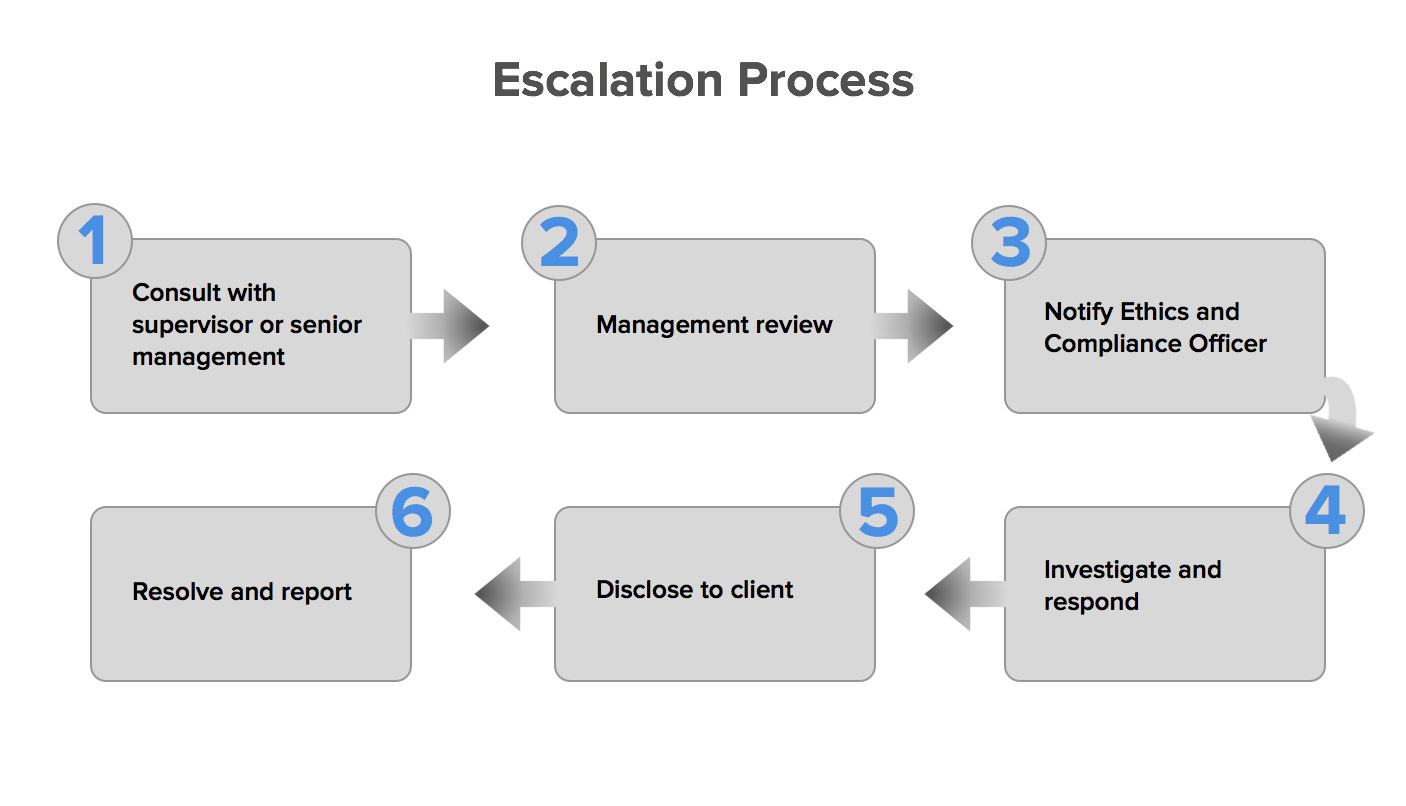 Escalation Process
1
Consult with
supervisor or senior
management
2
Management review
3
Notify Ethics and
Compliance Officer
4
Investigate and
respond
5
Disclose to client
6
Resolve and report